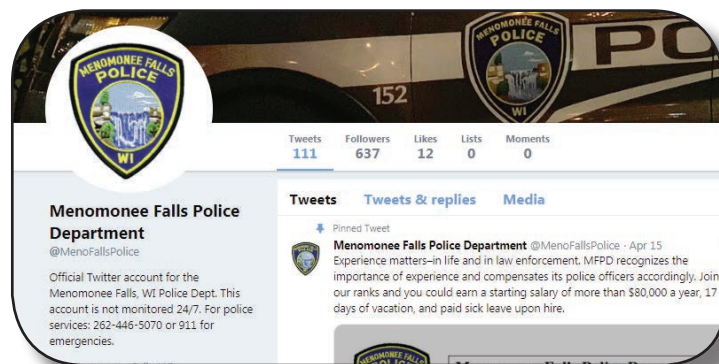 MENOMONEE FALLS
POLICE
WI
152
MENOMONEE FALLS
POLICE
WI
PO
Tweets Followers Likes Lists Moments
111 637 12 0 0
Menomonee Falls Police
Department
@MenoFallsPolice
Official Twitter account for the
Menomonee Falls, WI Police Dept. This
account is not monitored 24/7. For police
services: 262-446-5070 or 911 for
emergencies.
Tweets Tweets & replies Media
Pinned Tweet
Menomonee Falls Police Department @MenoFallsPolice · Apr 15
Experience matters–in life and in law enforcement. MFPD recognizes the
importance of experience and compensates its police officers accordingly. Join
our ranks and you could earn a starting salary of more than $80,000 a year, 17
days of vacation, and paid sick leave upon hire.
MENOMONEE FALLS